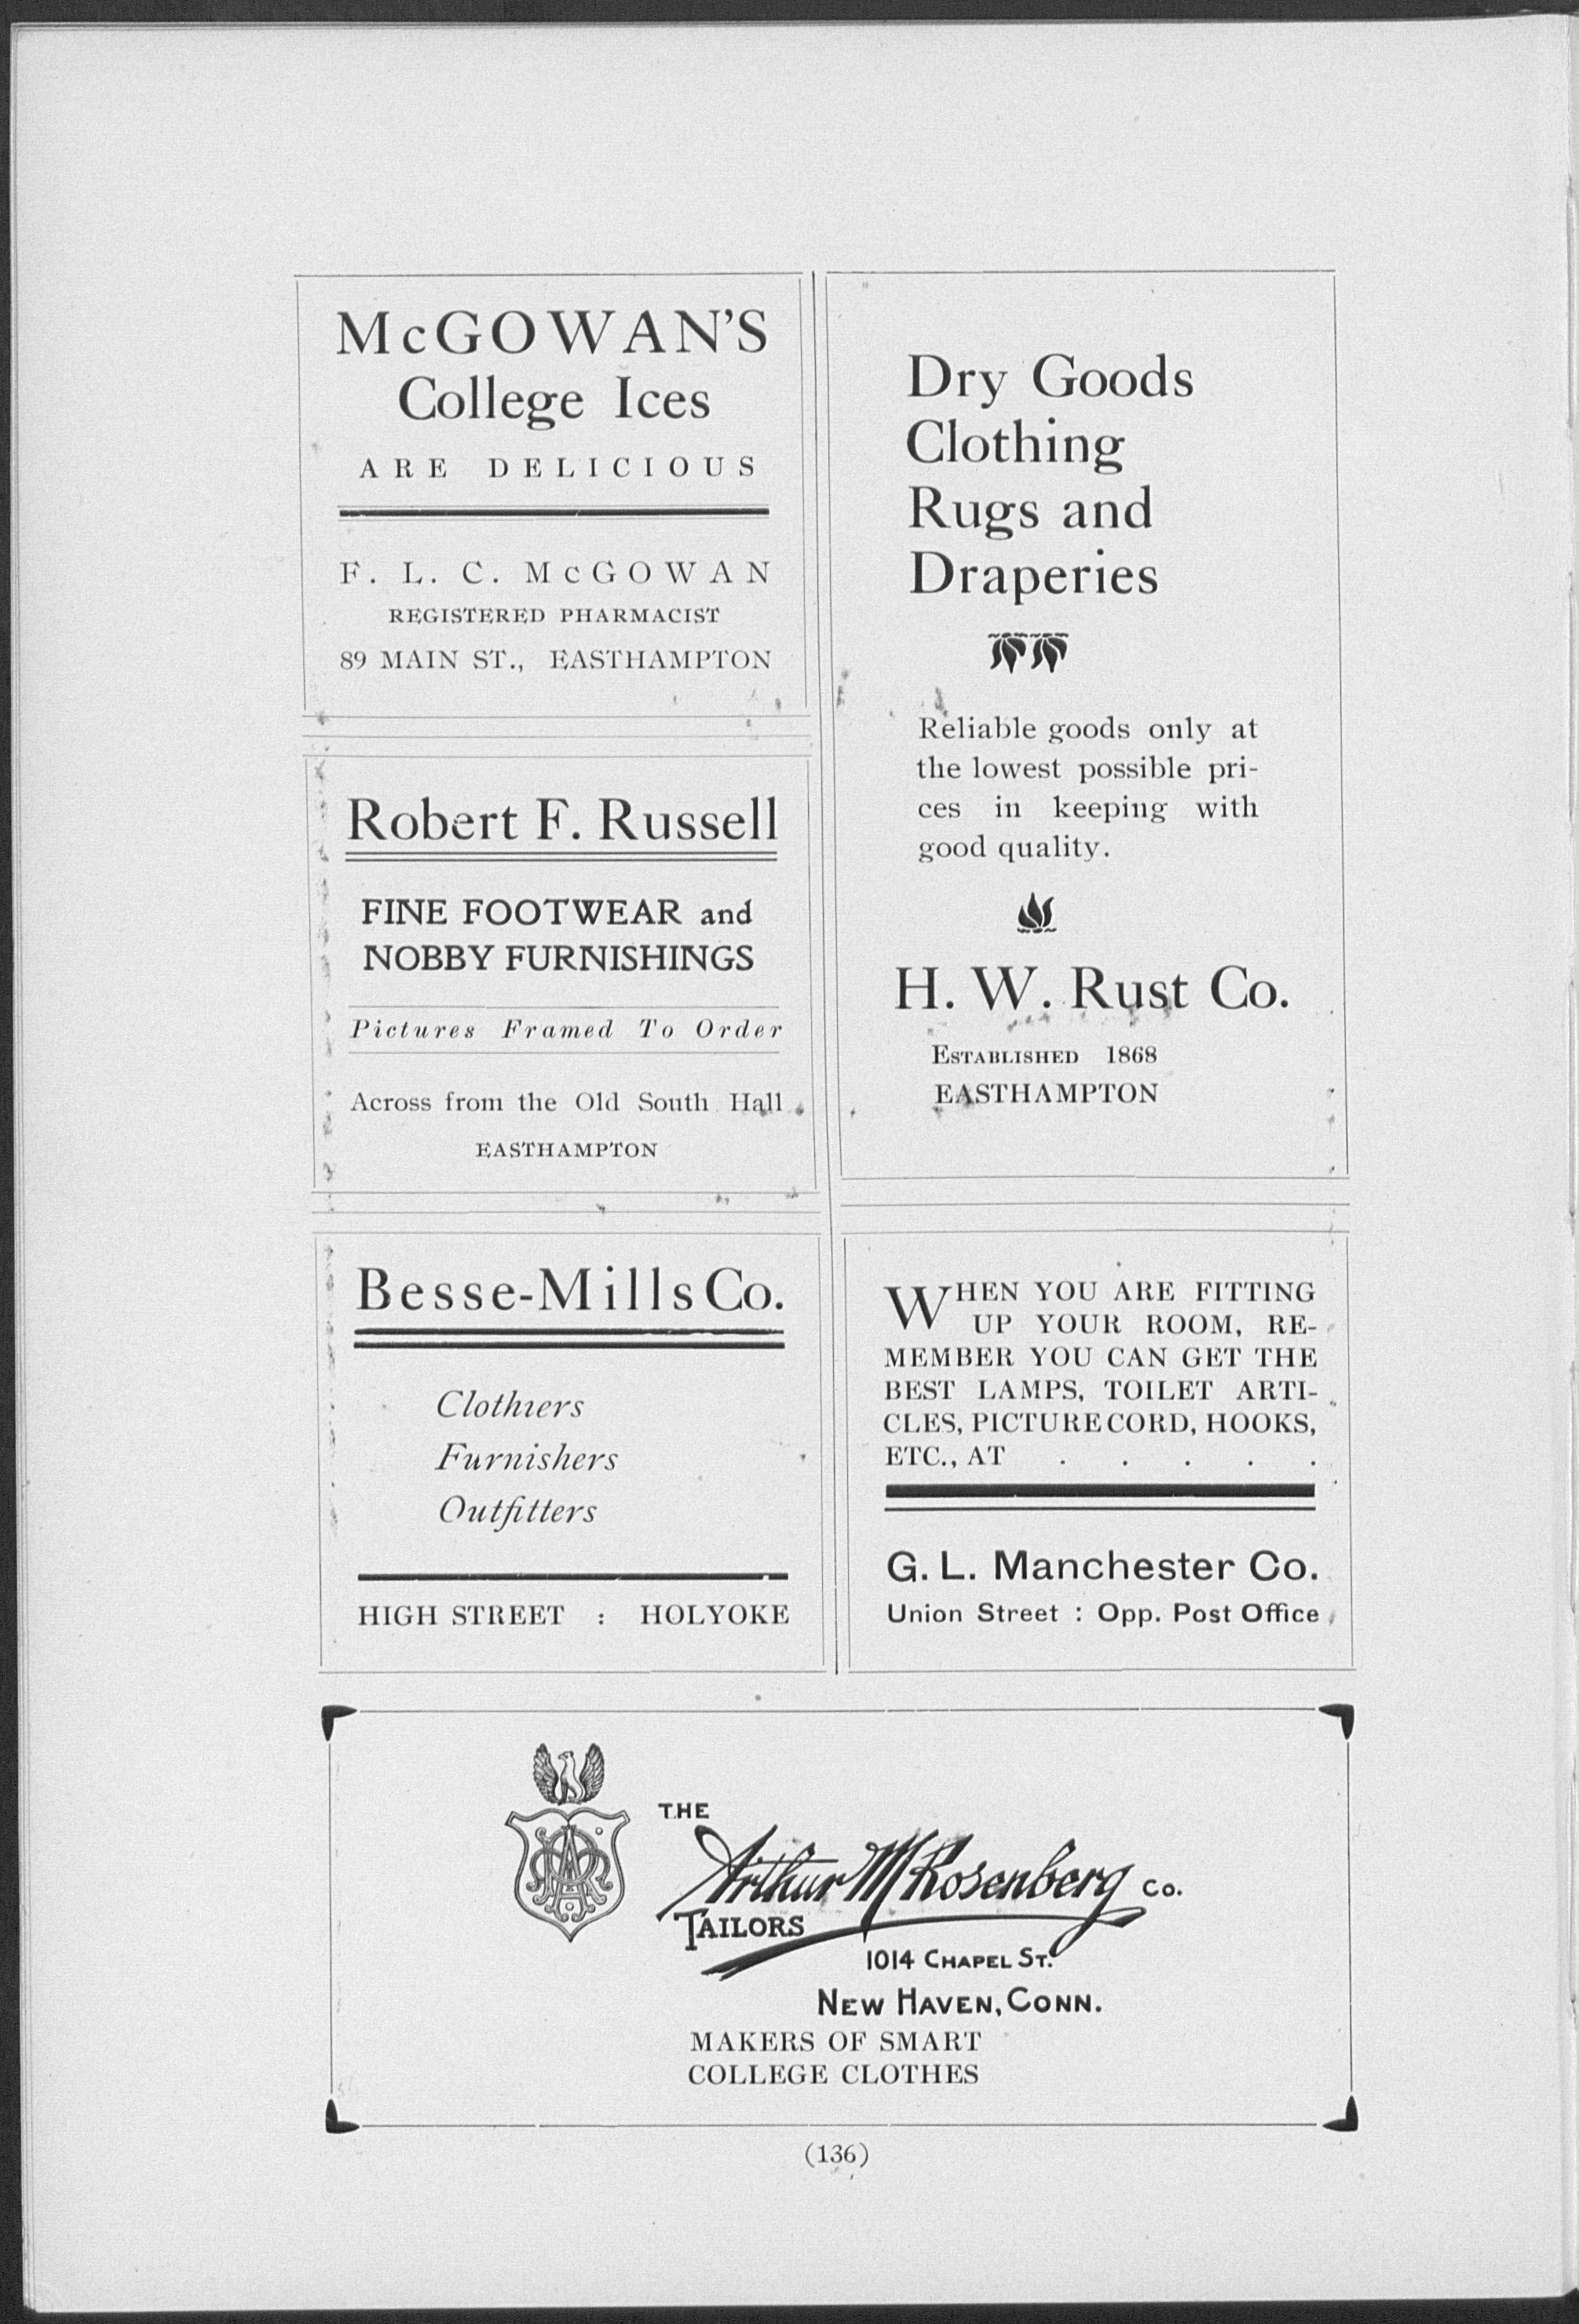 McGOWAN'S
College Ices
ARE DELICIOUS
F. L. C. McGOWAN
REGISTERED PHARMACIST
89 MAIN ST., EASTHAMPTON
Robert F. Russell
FINE FOOTWEAR and
NOBBY FURNISHINGS
Pictures Framed To Order
Across from the Old South Hall
EASTHAMPTON
Besse-Mills Co.
Clothiers
Furnishers
Outfitters
HIGH STREET : HOLYOKE
Dry Goods
Clothing
Rugs and
Draperies
Reliable goods only at
the lowest possible pri-
ces in keeping with
good quality.
H. W. Rust Co.
ESTABLISHED 1868
EASTHAMPTON
WHEN YOU ARE FITTING
UP YOUR ROOM, RE-
MEMBER YOU CAN GET THE
BEST LAMPS, TOILET ARTI-
CLES, PICTURE CORD, HOOKS,
ETC., AT . . . . .
G. L. Manchester Co.
Union Street : Opp. Post Office
THE
Arthur M Rosenberg Co.
TAILORS
1014 CHAPEL ST.
NEW HAVEN, CONN.
MAKERS OF SMART
COLLEGE CLOTHES
(136)